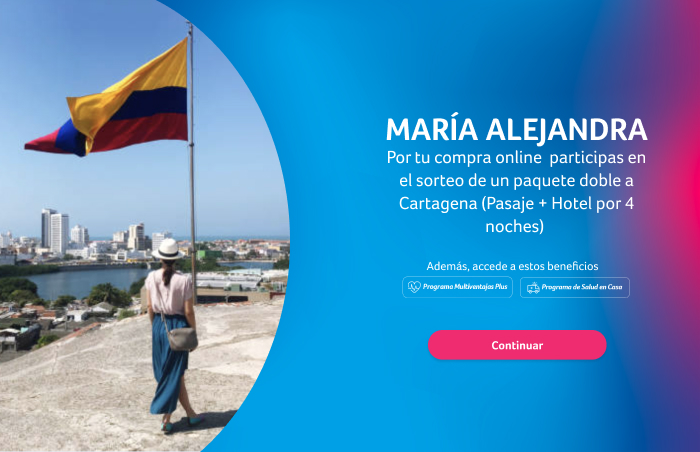 MARÍA ALEJANDRA
Por tu compra online participas en
el sorteo de un paquete doble a
Cartagena (Pasaje + Hotel por 4
noches)
Además, accede a estos beneficios
Programa Multiventajas Plus
Programa de Salud en Casa
Continuar